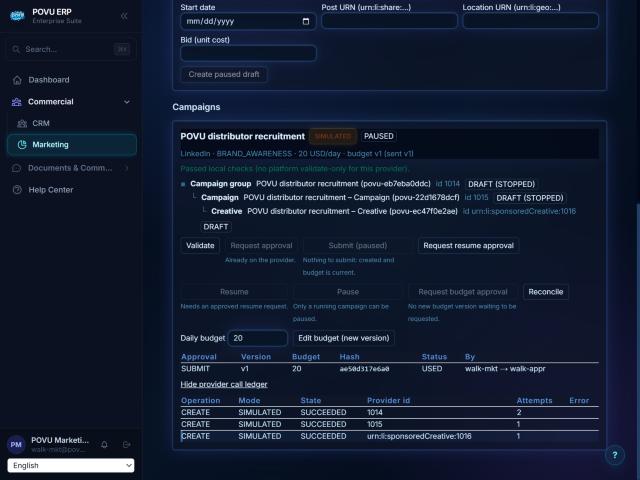 POVU ERP
Enterprise Suite
Search...
Dashboard
Commercial
CRM
Marketing
Documents & Comm...
Help Center
PM
POVU Marketi...
walk-mkt@pov...
English
Start date
Post URN (urn:li:share:...)
Location URN (urn:li:geo:...)
mm/dd/yyyy
Bid (unit cost)
Create paused draft
Campaigns
POVU distributor recruitment SIMULATED PAUSED
LinkedIn · BRAND_AWARENESS · 20 USD/day · budget v1 (sent v1)
Passed local checks (no platform validate-only for this provider).
Campaign group POVU distributor recruitment (povu-eb7eba0ddc) id 1014 DRAFT (STOPPED)
Campaign POVU distributor recruitment – Campaign (povu-22d1678dcf) id 1015 DRAFT (STOPPED)
Creative POVU distributor recruitment – Creative (povu-ec47f0e2ae) id urn:li:sponsoredCreative:1016
DRAFT
Validate Request approval Submit (paused) Request resume approval
Already on the provider. Nothing to submit: created and
budget is current.
Resume Pause Request budget approval Reconcile
Needs an approved resume request. Only a running campaign can be No new budget version waiting to be
paused. requested.
Daily budget 20 Edit budget (new version)
Approval Version Budget Hash Status By
SUBMIT v1 20 ae50d317e6a0 USED walk-mkt → walk-appr
Hide provider call ledger
Operation Mode State Provider id Attempts Error
CREATE SIMULATED SUCCEEDED 1014 2
CREATE SIMULATED SUCCEEDED 1015 1
CREATE SIMULATED SUCCEEDED urn:li:sponsoredCreative:1016 1
?